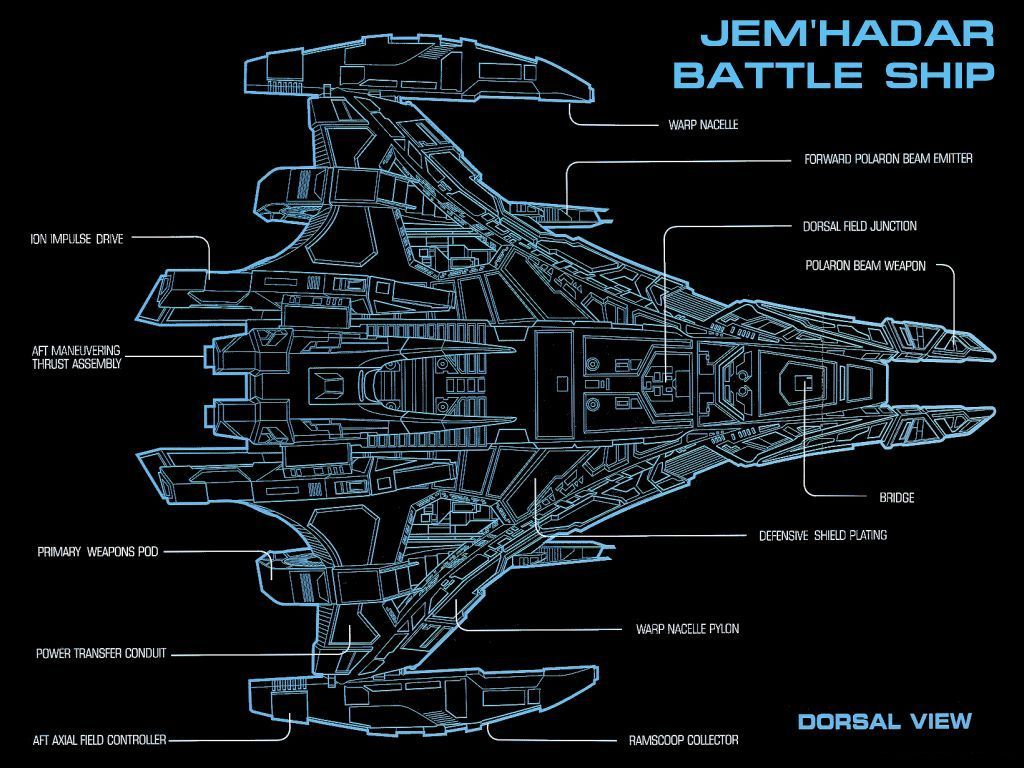 JEM'HADAR
BATTLE SHIP
WARP NACELLE
FORWARD POLARON BEAM EMITTER
DORSAL FIELD JUNCTION
ION IMPULSE DRIVE
POLARON BEAM WEAPON
AFT MANEUVERING
THRUST ASSEMBLY
BRIDGE
DEFENSIVE SHIELD PLATING
PRIMARY WEAPONS POD
WARP NACELLE PYLON
POWER TRANSFER CONDUIT
DORSAL VIEW
AFT AXIAL FIELD CONTROLLER
RAMSCOOP COLLECTOR